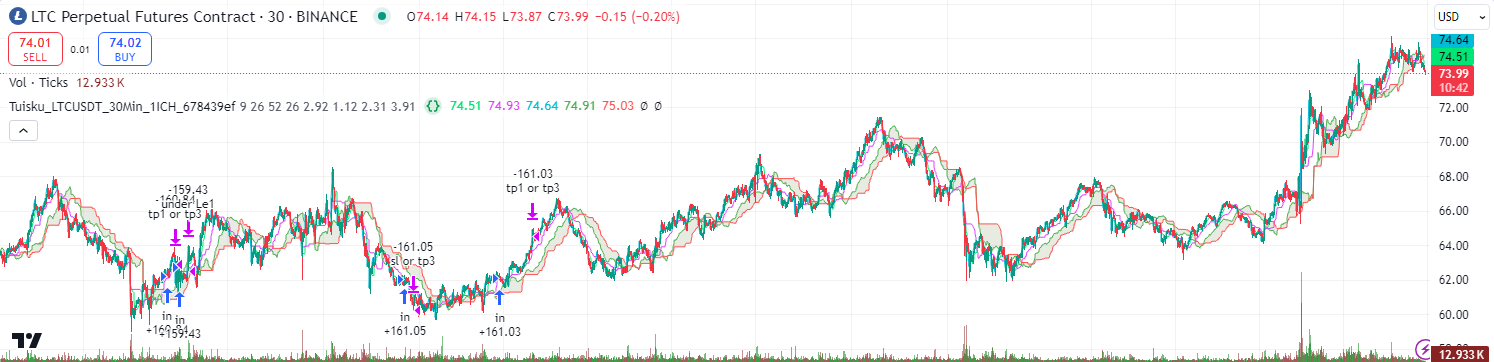 LTC Perpetual Futures Contract · 30 · BINANCE O74.14 H74.15 L73.87 C73.99 −0.15 (−0.20%)
USD
74.01
SELL
0.01
74.02
BUY
Vol · Ticks 12.933 K
Tuisku_LTCUSDT_30Min_1ICH_678439ef 9 26 52 26 2.92 1.12 2.31 3.91 74.51 74.93 74.64 74.91 75.03 Ø Ø
74.64
74.51
73.99
10:42
72.00
70.00
68.00
66.00
64.00
62.00
60.00
12.933 K
-159.43
under Le1
tp1 or tp3
in
in
+159.43
-161.05
sl or tp3
in
+161.05
-161.03
tp1 or tp3
in
+161.03